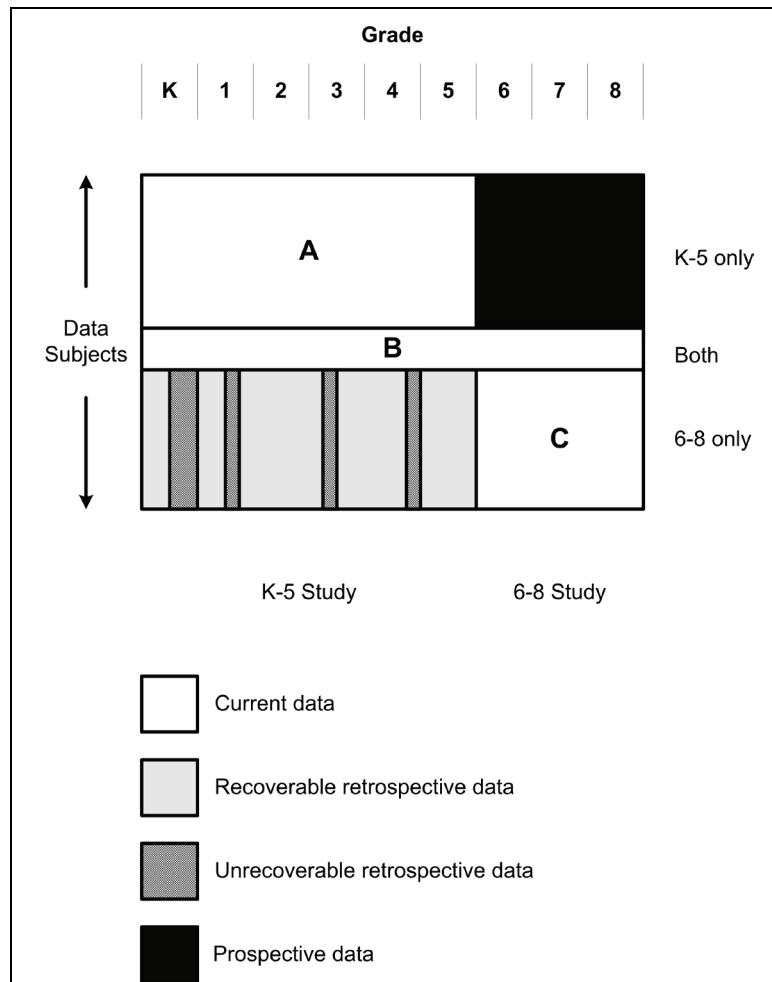 Grade
K 1 2 3 4 5 6 7 8
A
K-5 only
Data
Subjects
B
Both
C
6-8 only
K-5 Study
6-8 Study
Current data
Recoverable retrospective data
Unrecoverable retrospective data
Prospective data